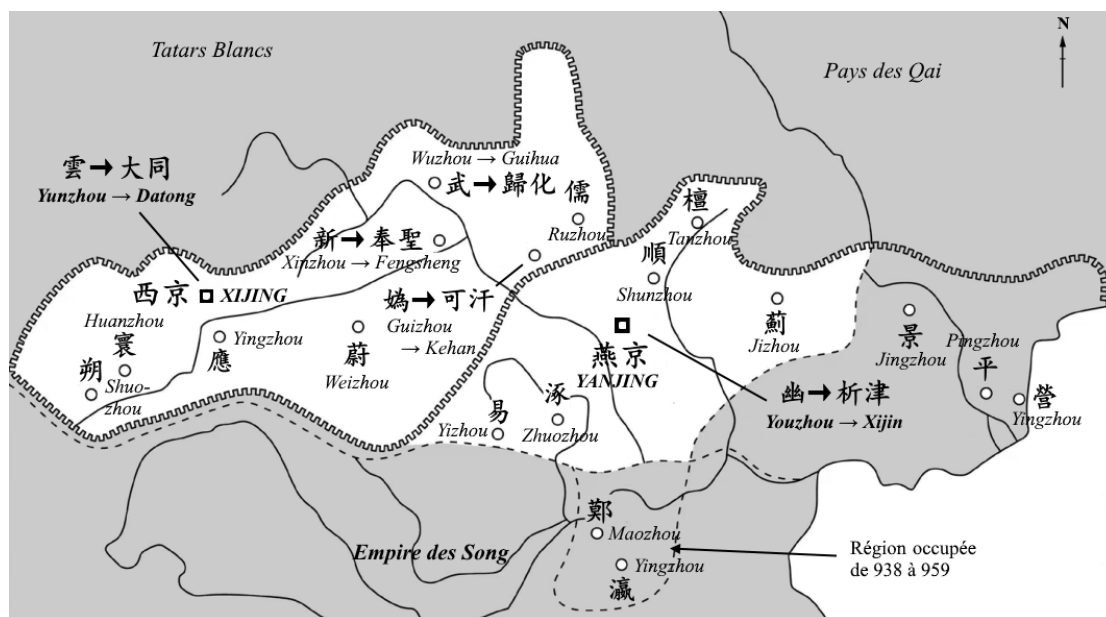 Tatars Blancs
Pays des Qai
N
雲→大同
Yunzhou → Datong
Wuzhou → Guihua
武→歸化
儒
Ruzhou
檀
Tanzhou
新→奉聖
Xinzhou → Fengsheng
順
Shunzhou
西京
XIJING
媯→可汗
Guizhou
→ Kehan
Huanzhou
寰
朔
Shuo-
zhou
Yingzhou
應
蔚
Weizhou
燕京
YANJING
薊
Jizhou
景
Jingzhou
Pingzhou
平
營
Yingzhou
幽→析津
Youzhou → Xijin
易
Yizhou
涿
Zhuozhou
鄭
Maozhou
Yingzhou
瀛
Empire des Song
Région occupée
de 938 à 959